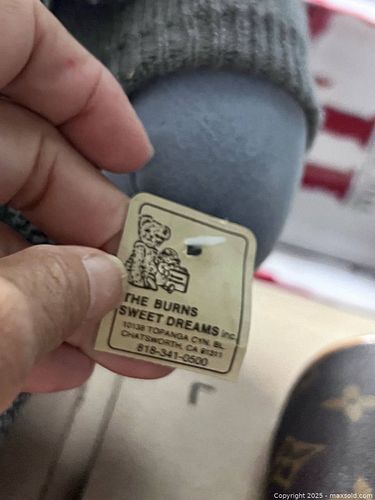 THE BURNS
SWEET DREAMS inc.
10138 TOPANGA CYN. BL.
CHATSWORTH, CA 91311
818-341-0500
Copyright 2025 - maxsold.com